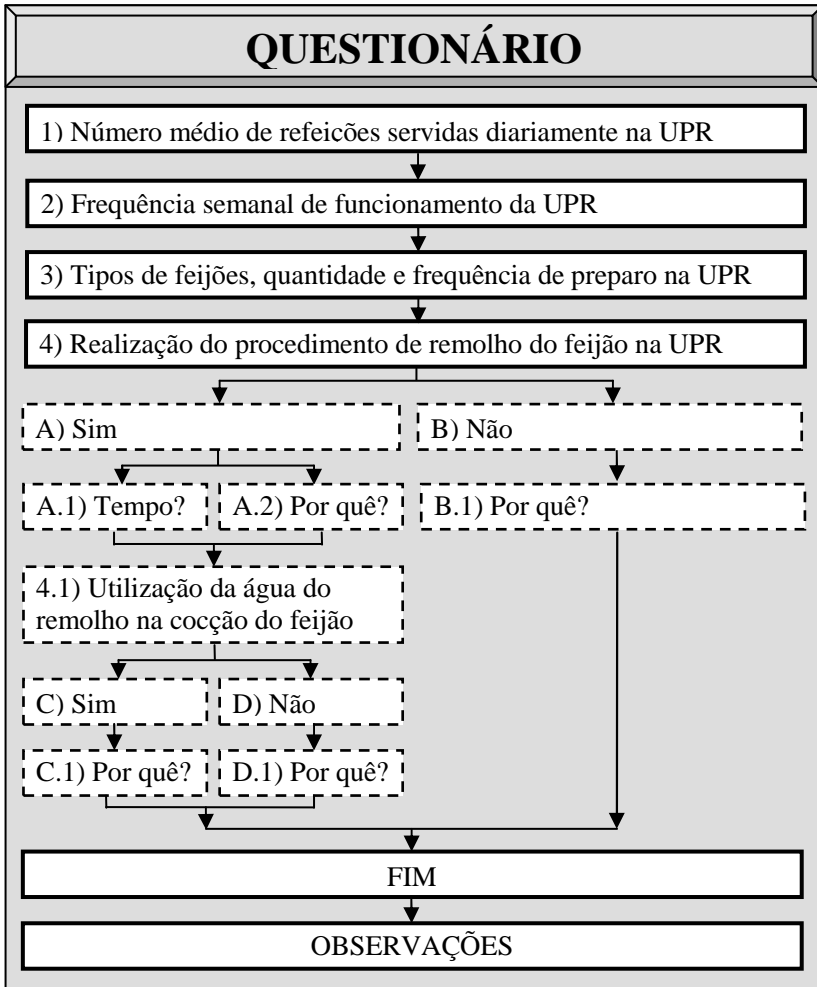 QUESTIONÁRIO
1) Número médio de refeições servidas diariamente na UPR
2) Frequência semanal de funcionamento da UPR
3) Tipos de feijões, quantidade e frequência de preparo na UPR
4) Realização do procedimento de remolho do feijão na UPR
A) Sim
B) Não
A.1) Tempo?
A.2) Por quê?
B.1) Por quê?
4.1) Utilização da água do
remolho na cocção do feijão
C) Sim
D) Não
C.1) Por quê?
D.1) Por quê?
FIM
OBSERVAÇÕES